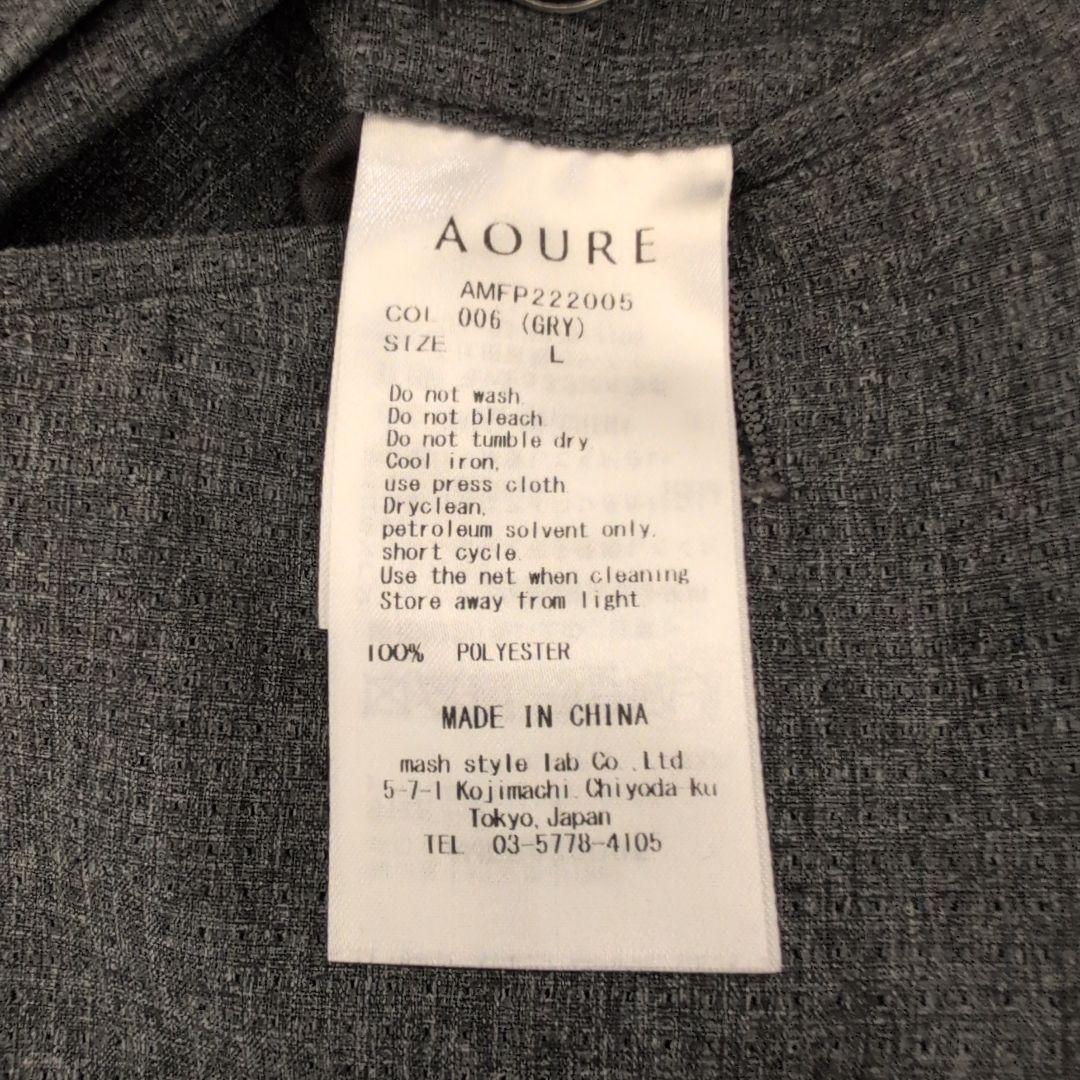 AOURE
AMFP222005
COL 006 (GRY)
SIZE L
Do not wash
Do not bleach
Do not tumble dry
Cool iron,
use press cloth
Dryclean,
petroleum solvent only.
short cycle.
Use the net when cleaning
Store away from light
100% POLYESTER
MADE IN CHINA
mash style lab Co.,Ltd
5-7-1 Kojimachi.Chiyoda-ku
Tokyo,Japan
TEL 03-5778-4105